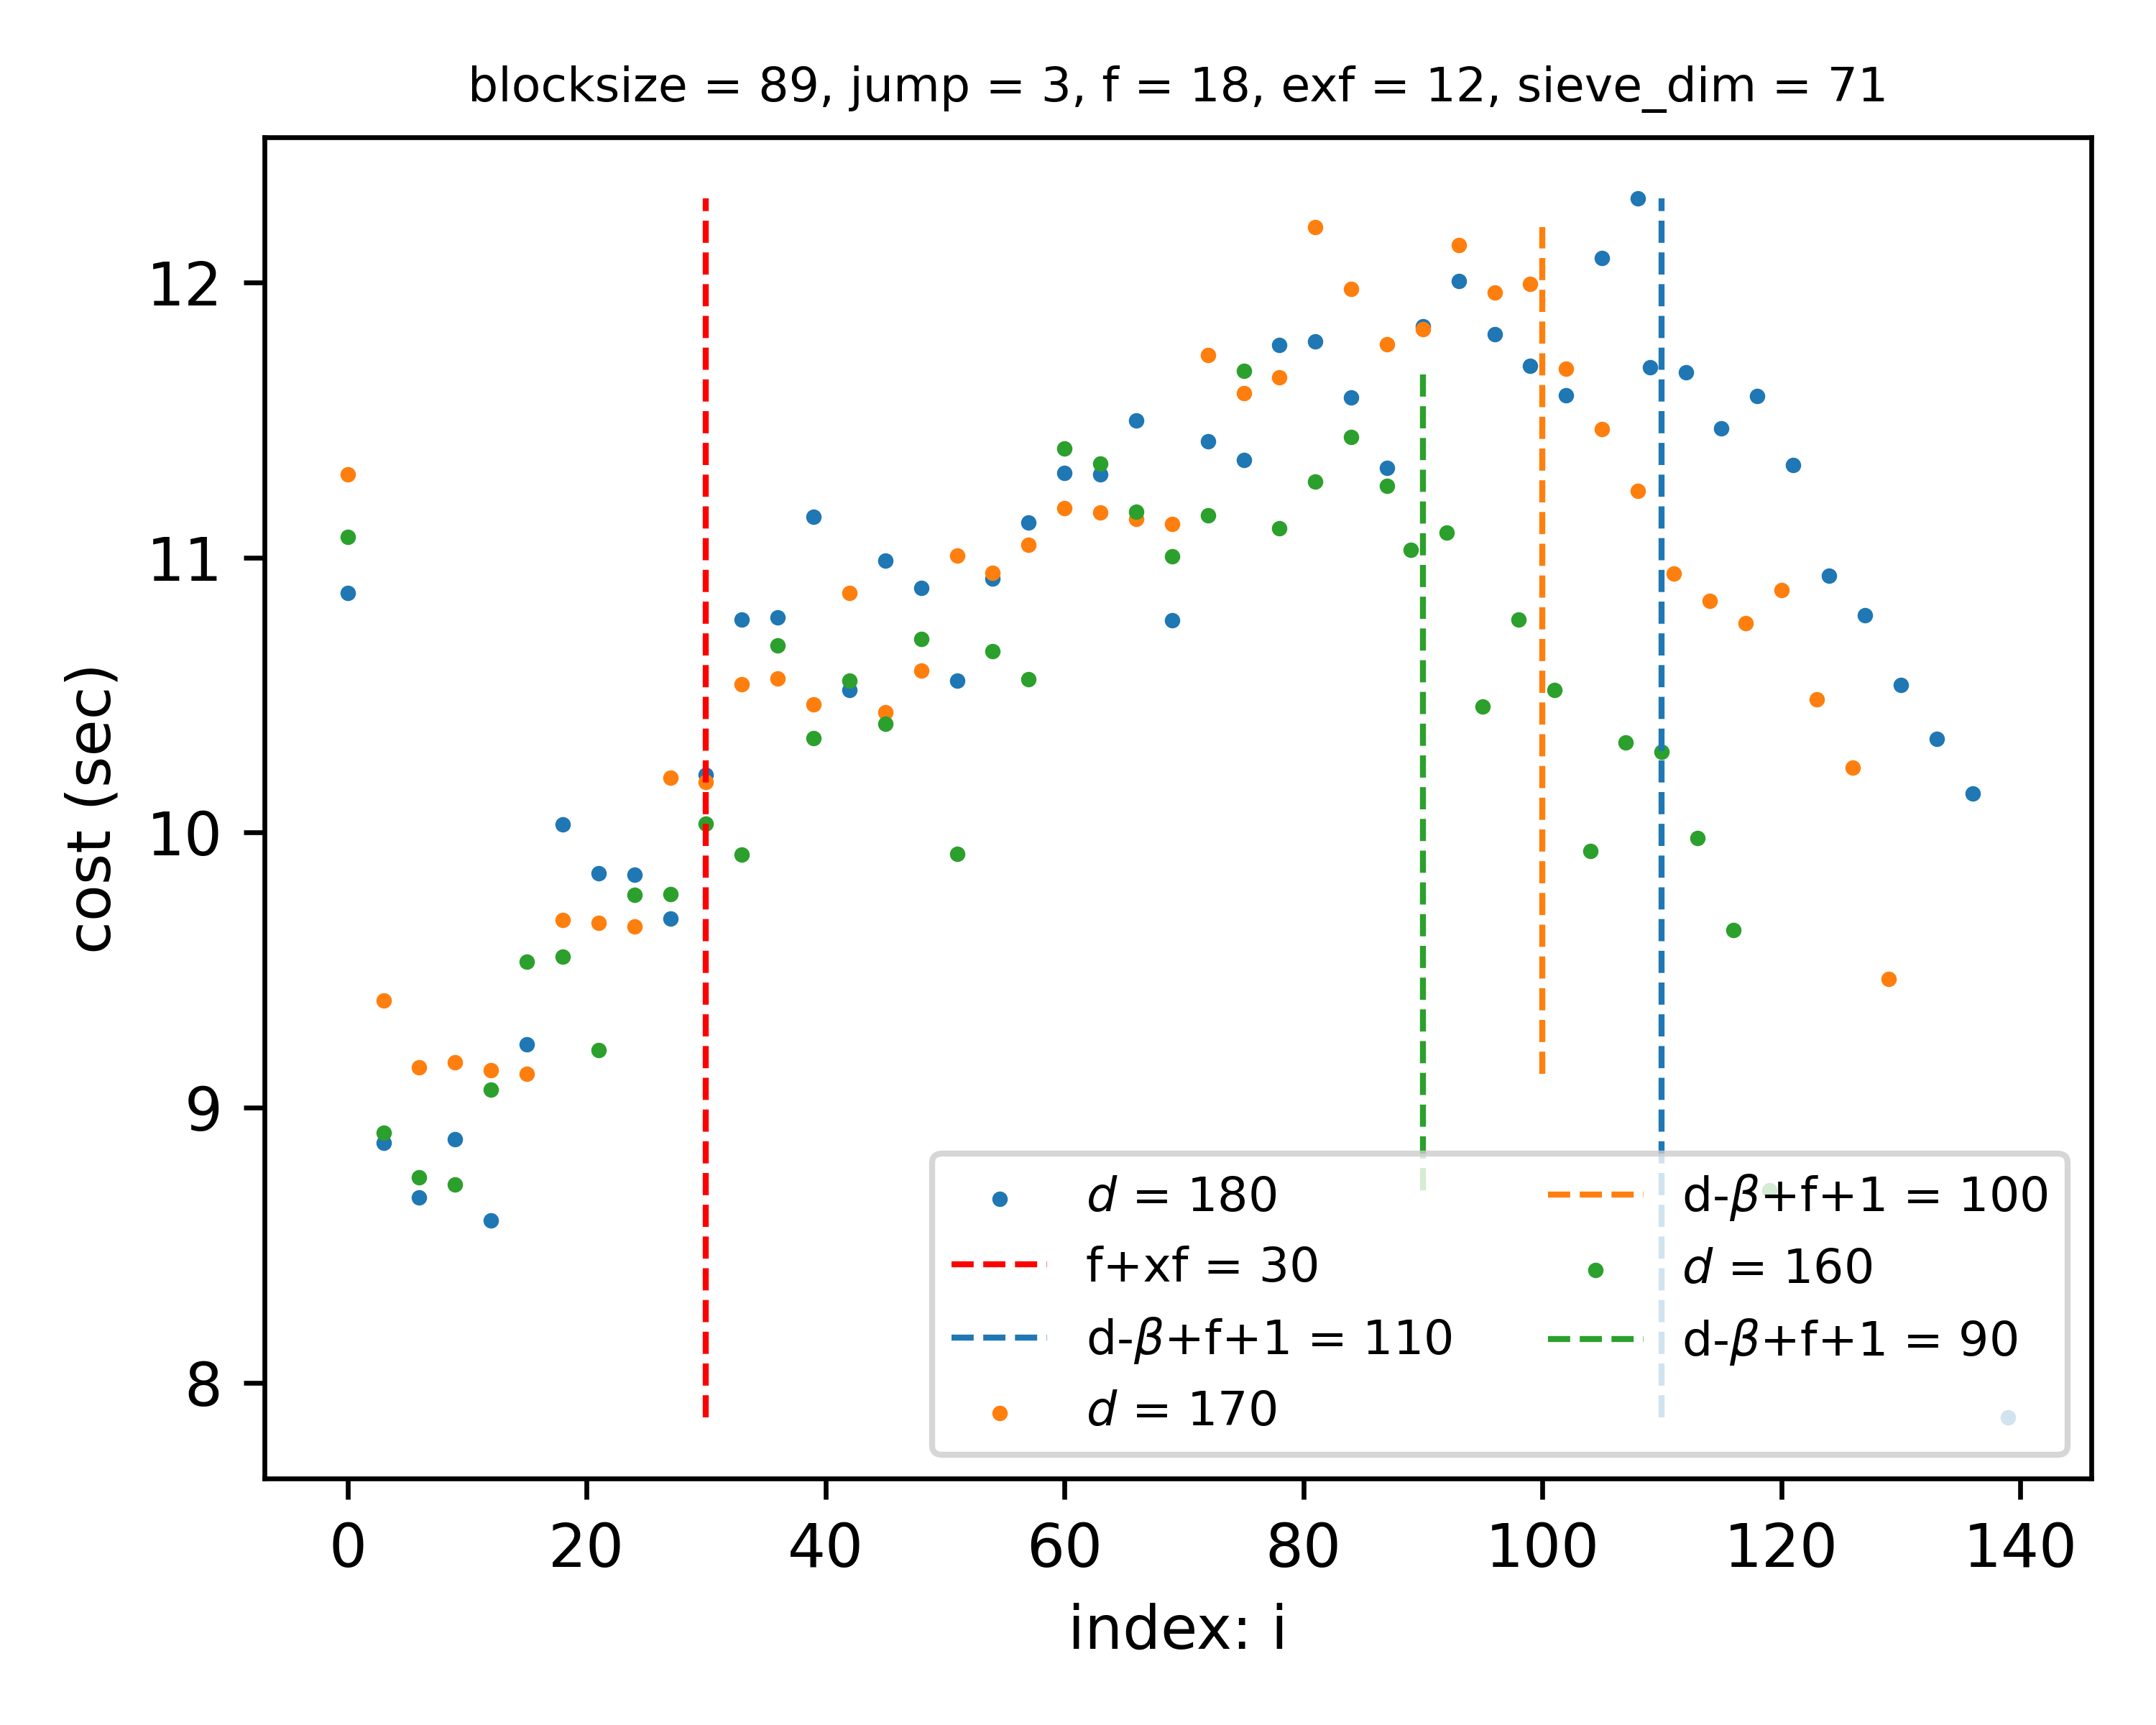 blocksize = 89, jump = 3, f = 18, exf = 12, sieve_dim = 71
12
11
10
9
8
cost (sec)
d = 180
f+xf = 30
d-β+f+1 = 110
d = 170
d-β+f+1 = 100
d = 160
d-β+f+1 = 90
0 20 40 60 80 100 120 140
index: i